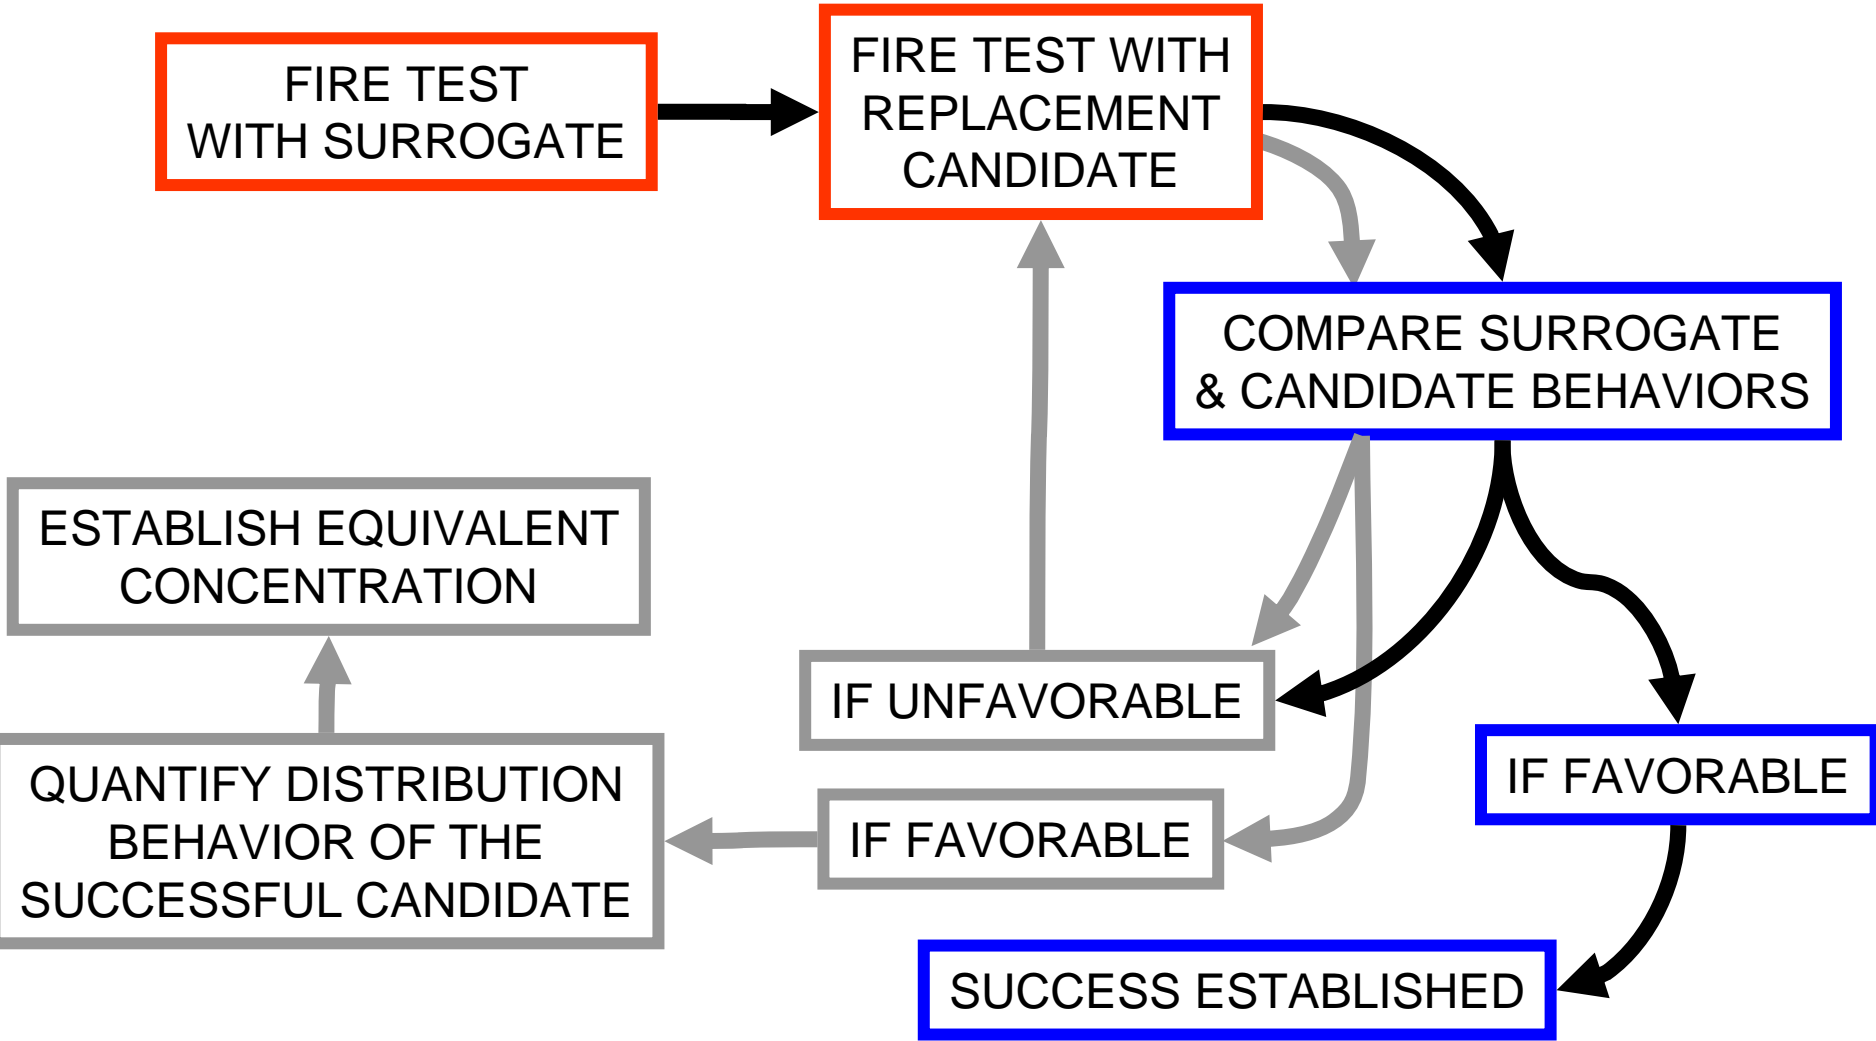 FIRE TEST
WITH SURROGATE
FIRE TEST WITH
REPLACEMENT
CANDIDATE
COMPARE SURROGATE
& CANDIDATE BEHAVIORS
ESTABLISH EQUIVALENT
CONCENTRATION
IF UNFAVORABLE
IF FAVORABLE
QUANTIFY DISTRIBUTION
BEHAVIOR OF THE
SUCCESSFUL CANDIDATE
IF FAVORABLE
SUCCESS ESTABLISHED